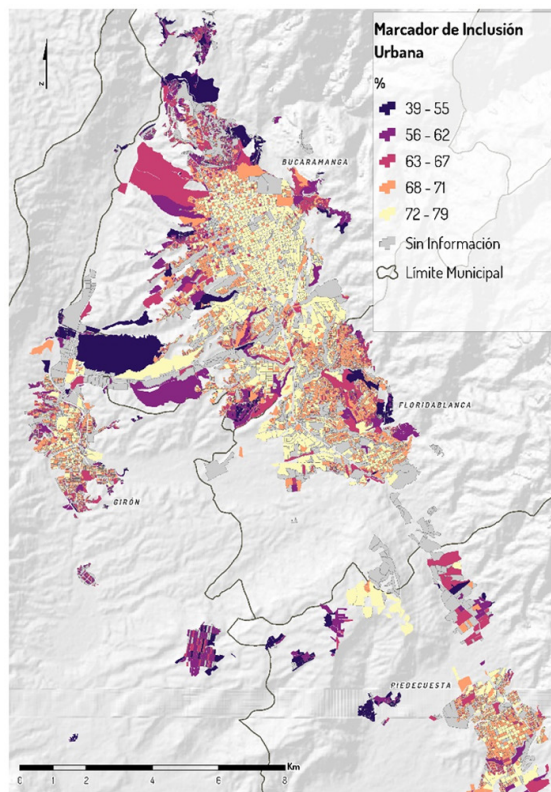 Marcador de Inclusión
Urbana
%
39 – 55
56 – 62
63 – 67
68 – 71
72 – 79
Sin Información
Límite Municipal
N
BUCARAMANGA
FLORIDABLANCA
GIRÓN
PIEDECUESTA
Km
0 1 2 4 6 8